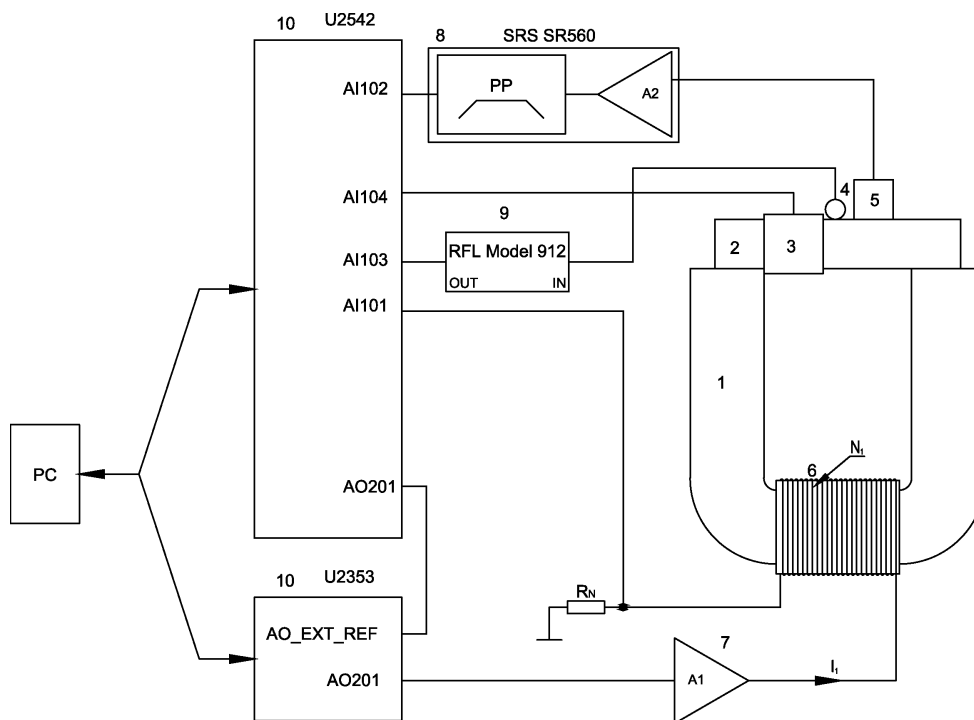 10 U2542
8 SRS SR560
AI102
PP
A2
AI104
9
4
5
2
3
AI103
RFL Model 912
OUT IN
AI101
1
PC
N₁
6
AO201
10 U2353
R_N
AO_EXT_REF
7
AO201
A1
I₁